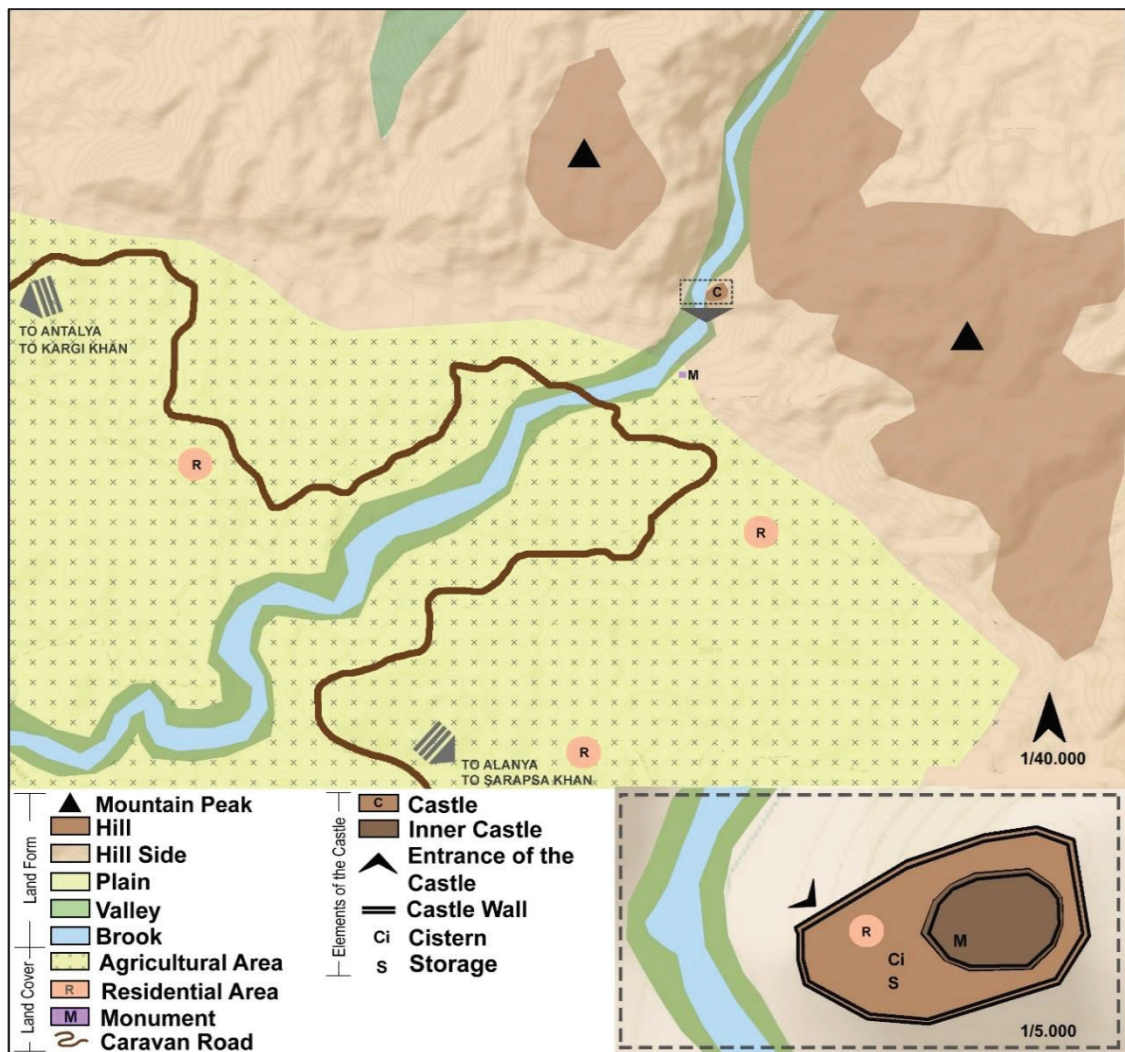 C
M
TO ANTALYA
TO KARGI KHAN
R
R
R
TO ALANYA
TO ŞARAPSA KHAN
1/40.000
Land Form
Mountain Peak
Hill
Hill Side
Plain
Valley
Brook
Land Cover
Agricultural Area
R Residential Area
M Monument
Caravan Road
Elements of the Castle
C Castle
Inner Castle
Entrance of the
Castle
Castle Wall
Ci Cistern
S Storage
R
M
Ci
S
1/5.000